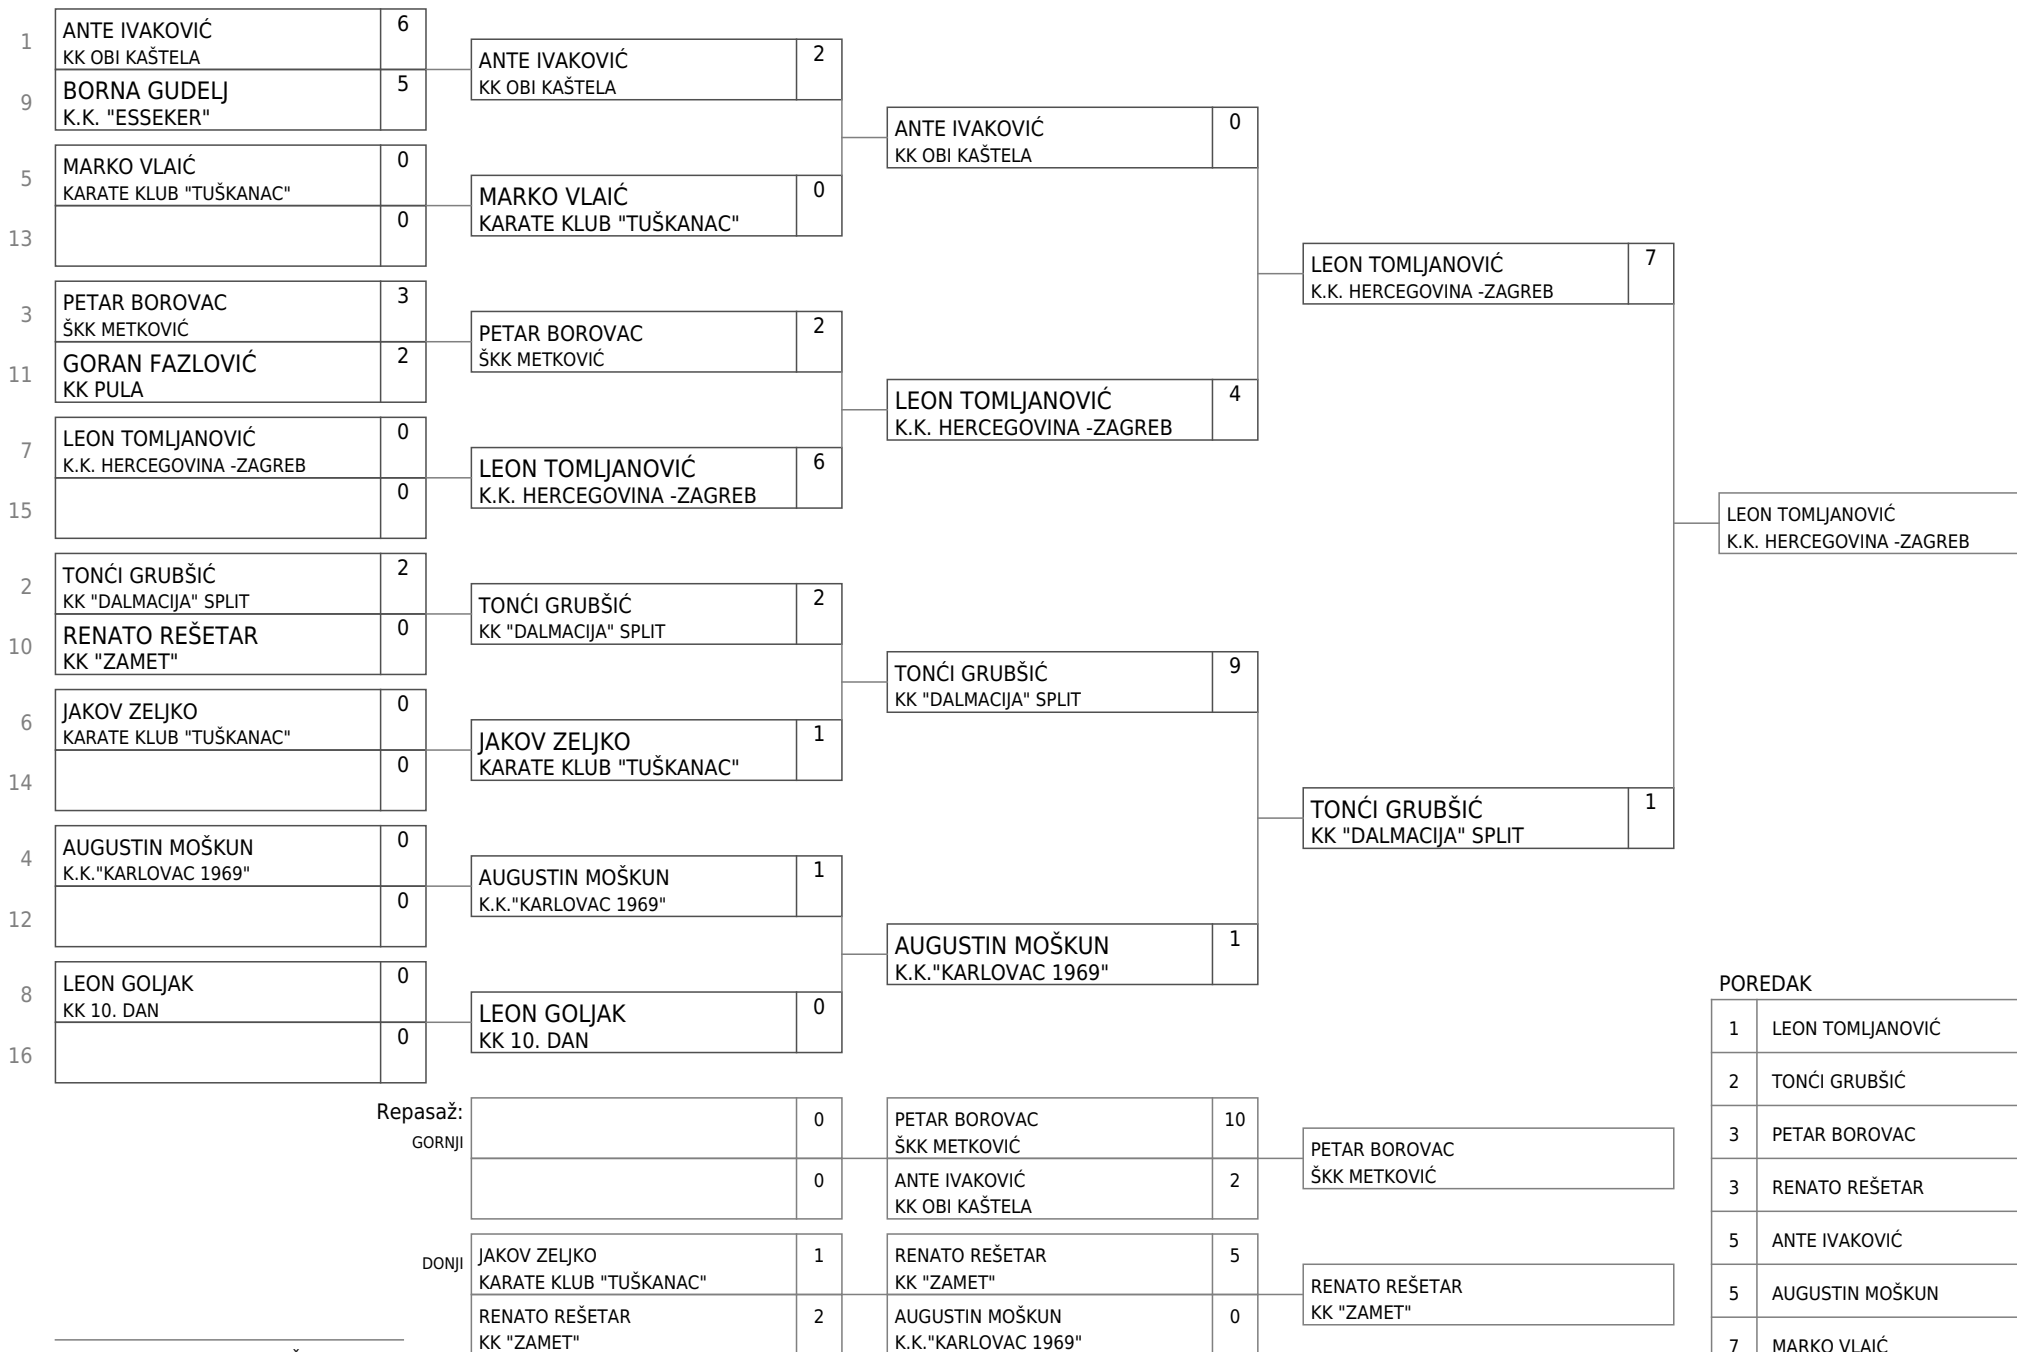 1
ANTE IVAKOVIĆ
KK OBI KAŠTELA
6
9
BORNA GUDELJ
K.K. "ESSEKER"
5
5
MARKO VLAIĆ
KARATE KLUB "TUŠKANAC"
0
13
0
3
PETAR BOROVAC
ŠKK METKOVIĆ
3
11
GORAN FAZLOVIĆ
KK PULA
2
7
LEON TOMLJANOVIĆ
K.K. HERCEGOVINA -ZAGREB
0
15
0
2
TONĆI GRUBŠIĆ
KK "DALMACIJA" SPLIT
2
10
RENATO REŠETAR
KK "ZAMET"
0
6
JAKOV ZELJKO
KARATE KLUB "TUŠKANAC"
0
14
0
4
AUGUSTIN MOŠKUN
K.K."KARLOVAC 1969"
0
12
0
8
LEON GOLJAK
KK 10. DAN
0
16
0
ANTE IVAKOVIĆ
KK OBI KAŠTELA
2
MARKO VLAIĆ
KARATE KLUB "TUŠKANAC"
0
PETAR BOROVAC
ŠKK METKOVIĆ
2
LEON TOMLJANOVIĆ
K.K. HERCEGOVINA -ZAGREB
6
TONĆI GRUBŠIĆ
KK "DALMACIJA" SPLIT
2
JAKOV ZELJKO
KARATE KLUB "TUŠKANAC"
1
AUGUSTIN MOŠKUN
K.K."KARLOVAC 1969"
1
LEON GOLJAK
KK 10. DAN
0
ANTE IVAKOVIĆ
KK OBI KAŠTELA
0
LEON TOMLJANOVIĆ
K.K. HERCEGOVINA -ZAGREB
4
TONĆI GRUBŠIĆ
KK "DALMACIJA" SPLIT
9
AUGUSTIN MOŠKUN
K.K."KARLOVAC 1969"
1
LEON TOMLJANOVIĆ
K.K. HERCEGOVINA -ZAGREB
7
TONĆI GRUBŠIĆ
KK "DALMACIJA" SPLIT
1
LEON TOMLJANOVIĆ
K.K. HERCEGOVINA -ZAGREB
Repasaž:
GORNJI
0
0
PETAR BOROVAC
ŠKK METKOVIĆ
10
ANTE IVAKOVIĆ
KK OBI KAŠTELA
2
PETAR BOROVAC
ŠKK METKOVIĆ
DONJI
JAKOV ZELJKO
KARATE KLUB "TUŠKANAC"
1
RENATO REŠETAR
KK "ZAMET"
2
RENATO REŠETAR
KK "ZAMET"
5
AUGUSTIN MOŠKUN
K.K."KARLOVAC 1969"
0
RENATO REŠETAR
KK "ZAMET"
POREDAK
1 LEON TOMLJANOVIĆ
2 TONĆI GRUBŠIĆ
3 PETAR BOROVAC
3 RENATO REŠETAR
5 ANTE IVAKOVIĆ
5 AUGUSTIN MOŠKUN
7 MARKO VLAIĆ